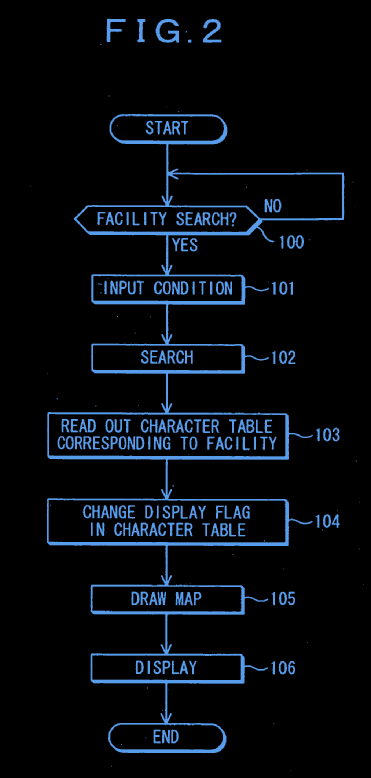 FIG. 2
START
FACILITY SEARCH?
NO
100
YES
INPUT CONDITION
101
SEARCH
102
READ OUT CHARACTER TABLE
CORRESPONDING TO FACILITY
103
CHANGE DISPLAY FLAG
IN CHARACTER TABLE
104
DRAW MAP
105
DISPLAY
106
END